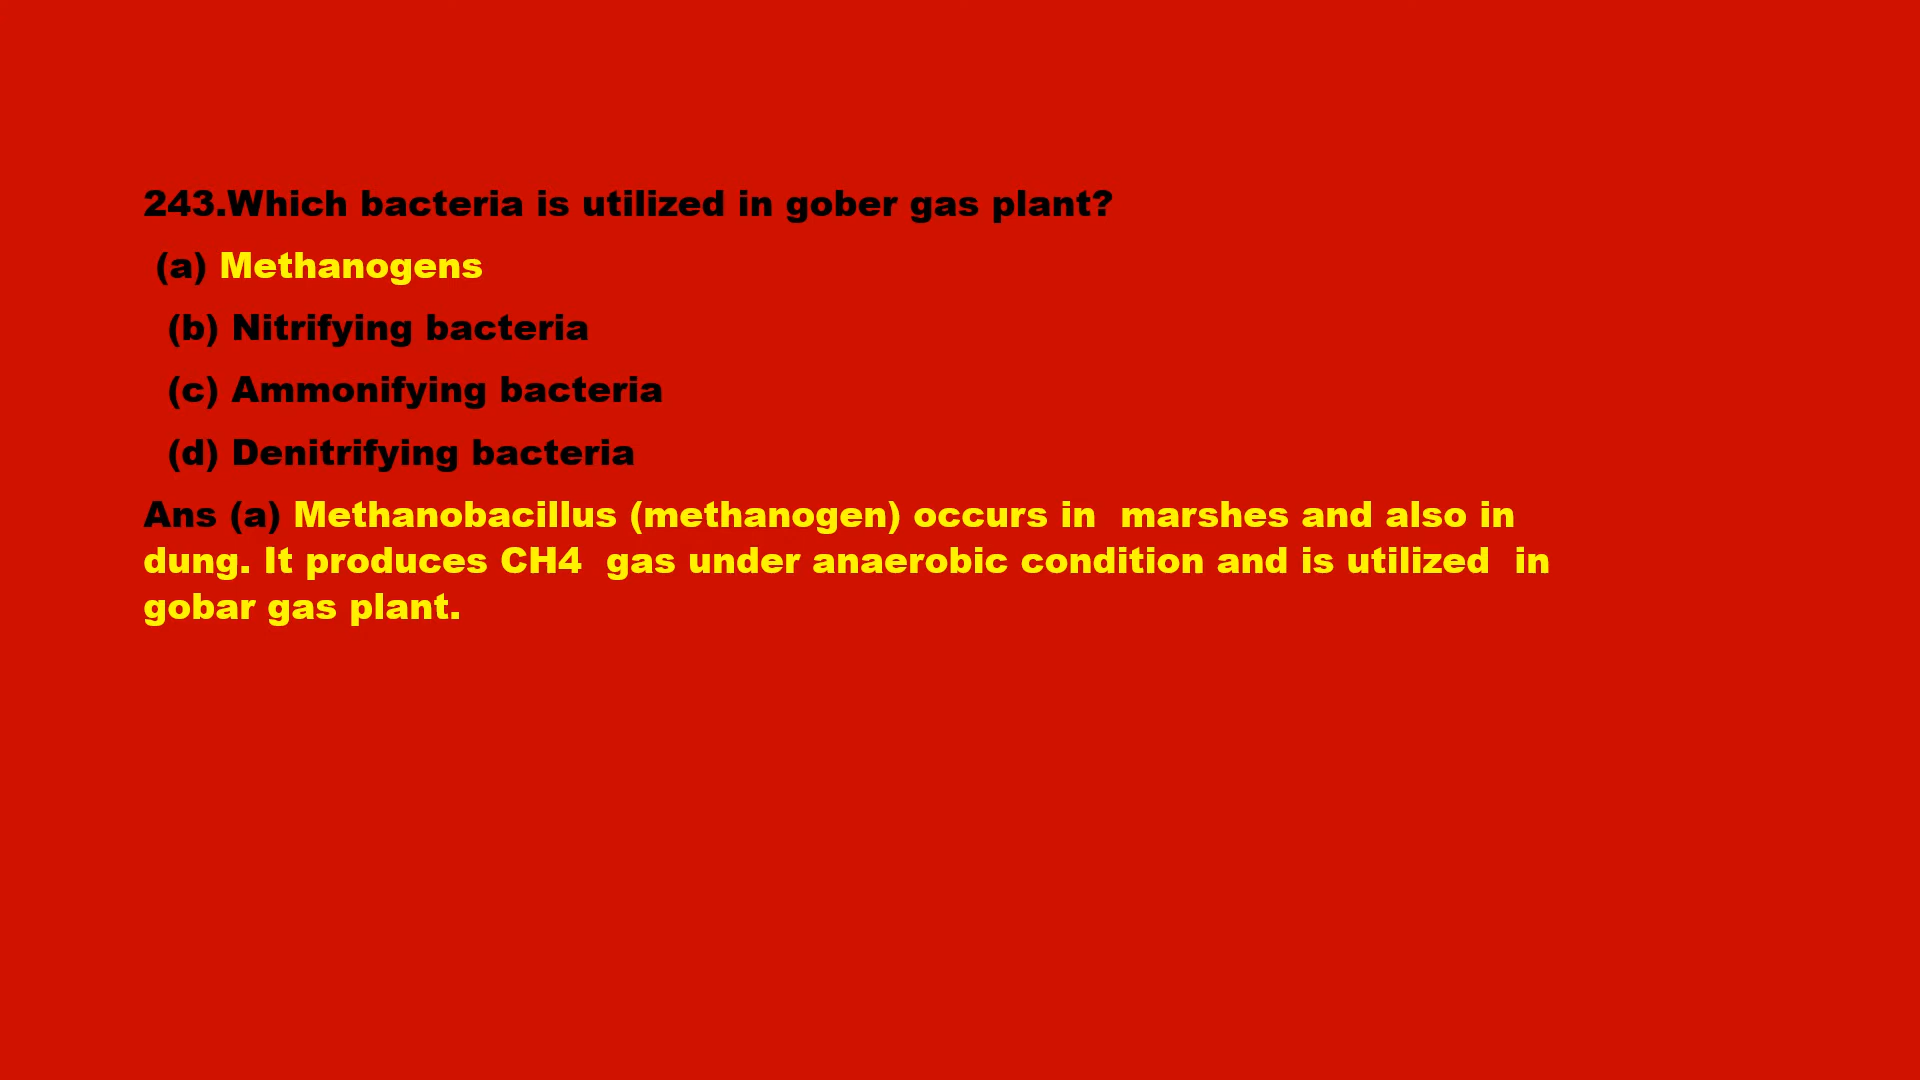 243.Which bacteria is utilized in gober gas plant?
(a) Methanogens
(b) Nitrifying bacteria
(c) Ammonifying bacteria
(d) Denitrifying bacteria
Ans (a) Methanobacillus (methanogen) occurs in  marshes and also in
dung. It produces CH4  gas under anaerobic condition and is utilized  in
gobar gas plant.